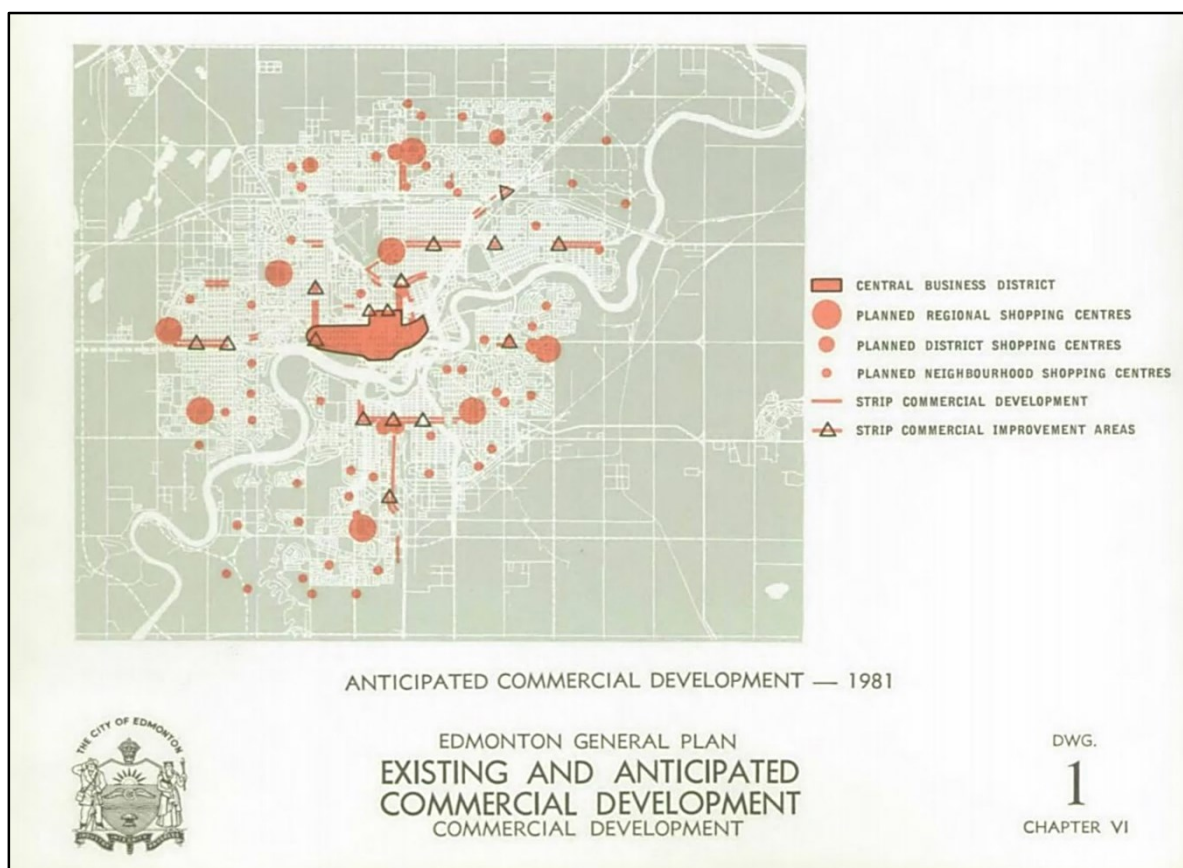 CENTRAL BUSINESS DISTRICT
PLANNED REGIONAL SHOPPING CENTRES
PLANNED DISTRICT SHOPPING CENTRES
PLANNED NEIGHBOURHOOD SHOPPING CENTRES
STRIP COMMERCIAL DEVELOPMENT
STRIP COMMERCIAL IMPROVEMENT AREAS
ANTICIPATED COMMERCIAL DEVELOPMENT — 1981
THE CITY OF EDMONTON
EDMONTON GENERAL PLAN
EXISTING AND ANTICIPATED
COMMERCIAL DEVELOPMENT
COMMERCIAL DEVELOPMENT
DWG.
1
CHAPTER VI